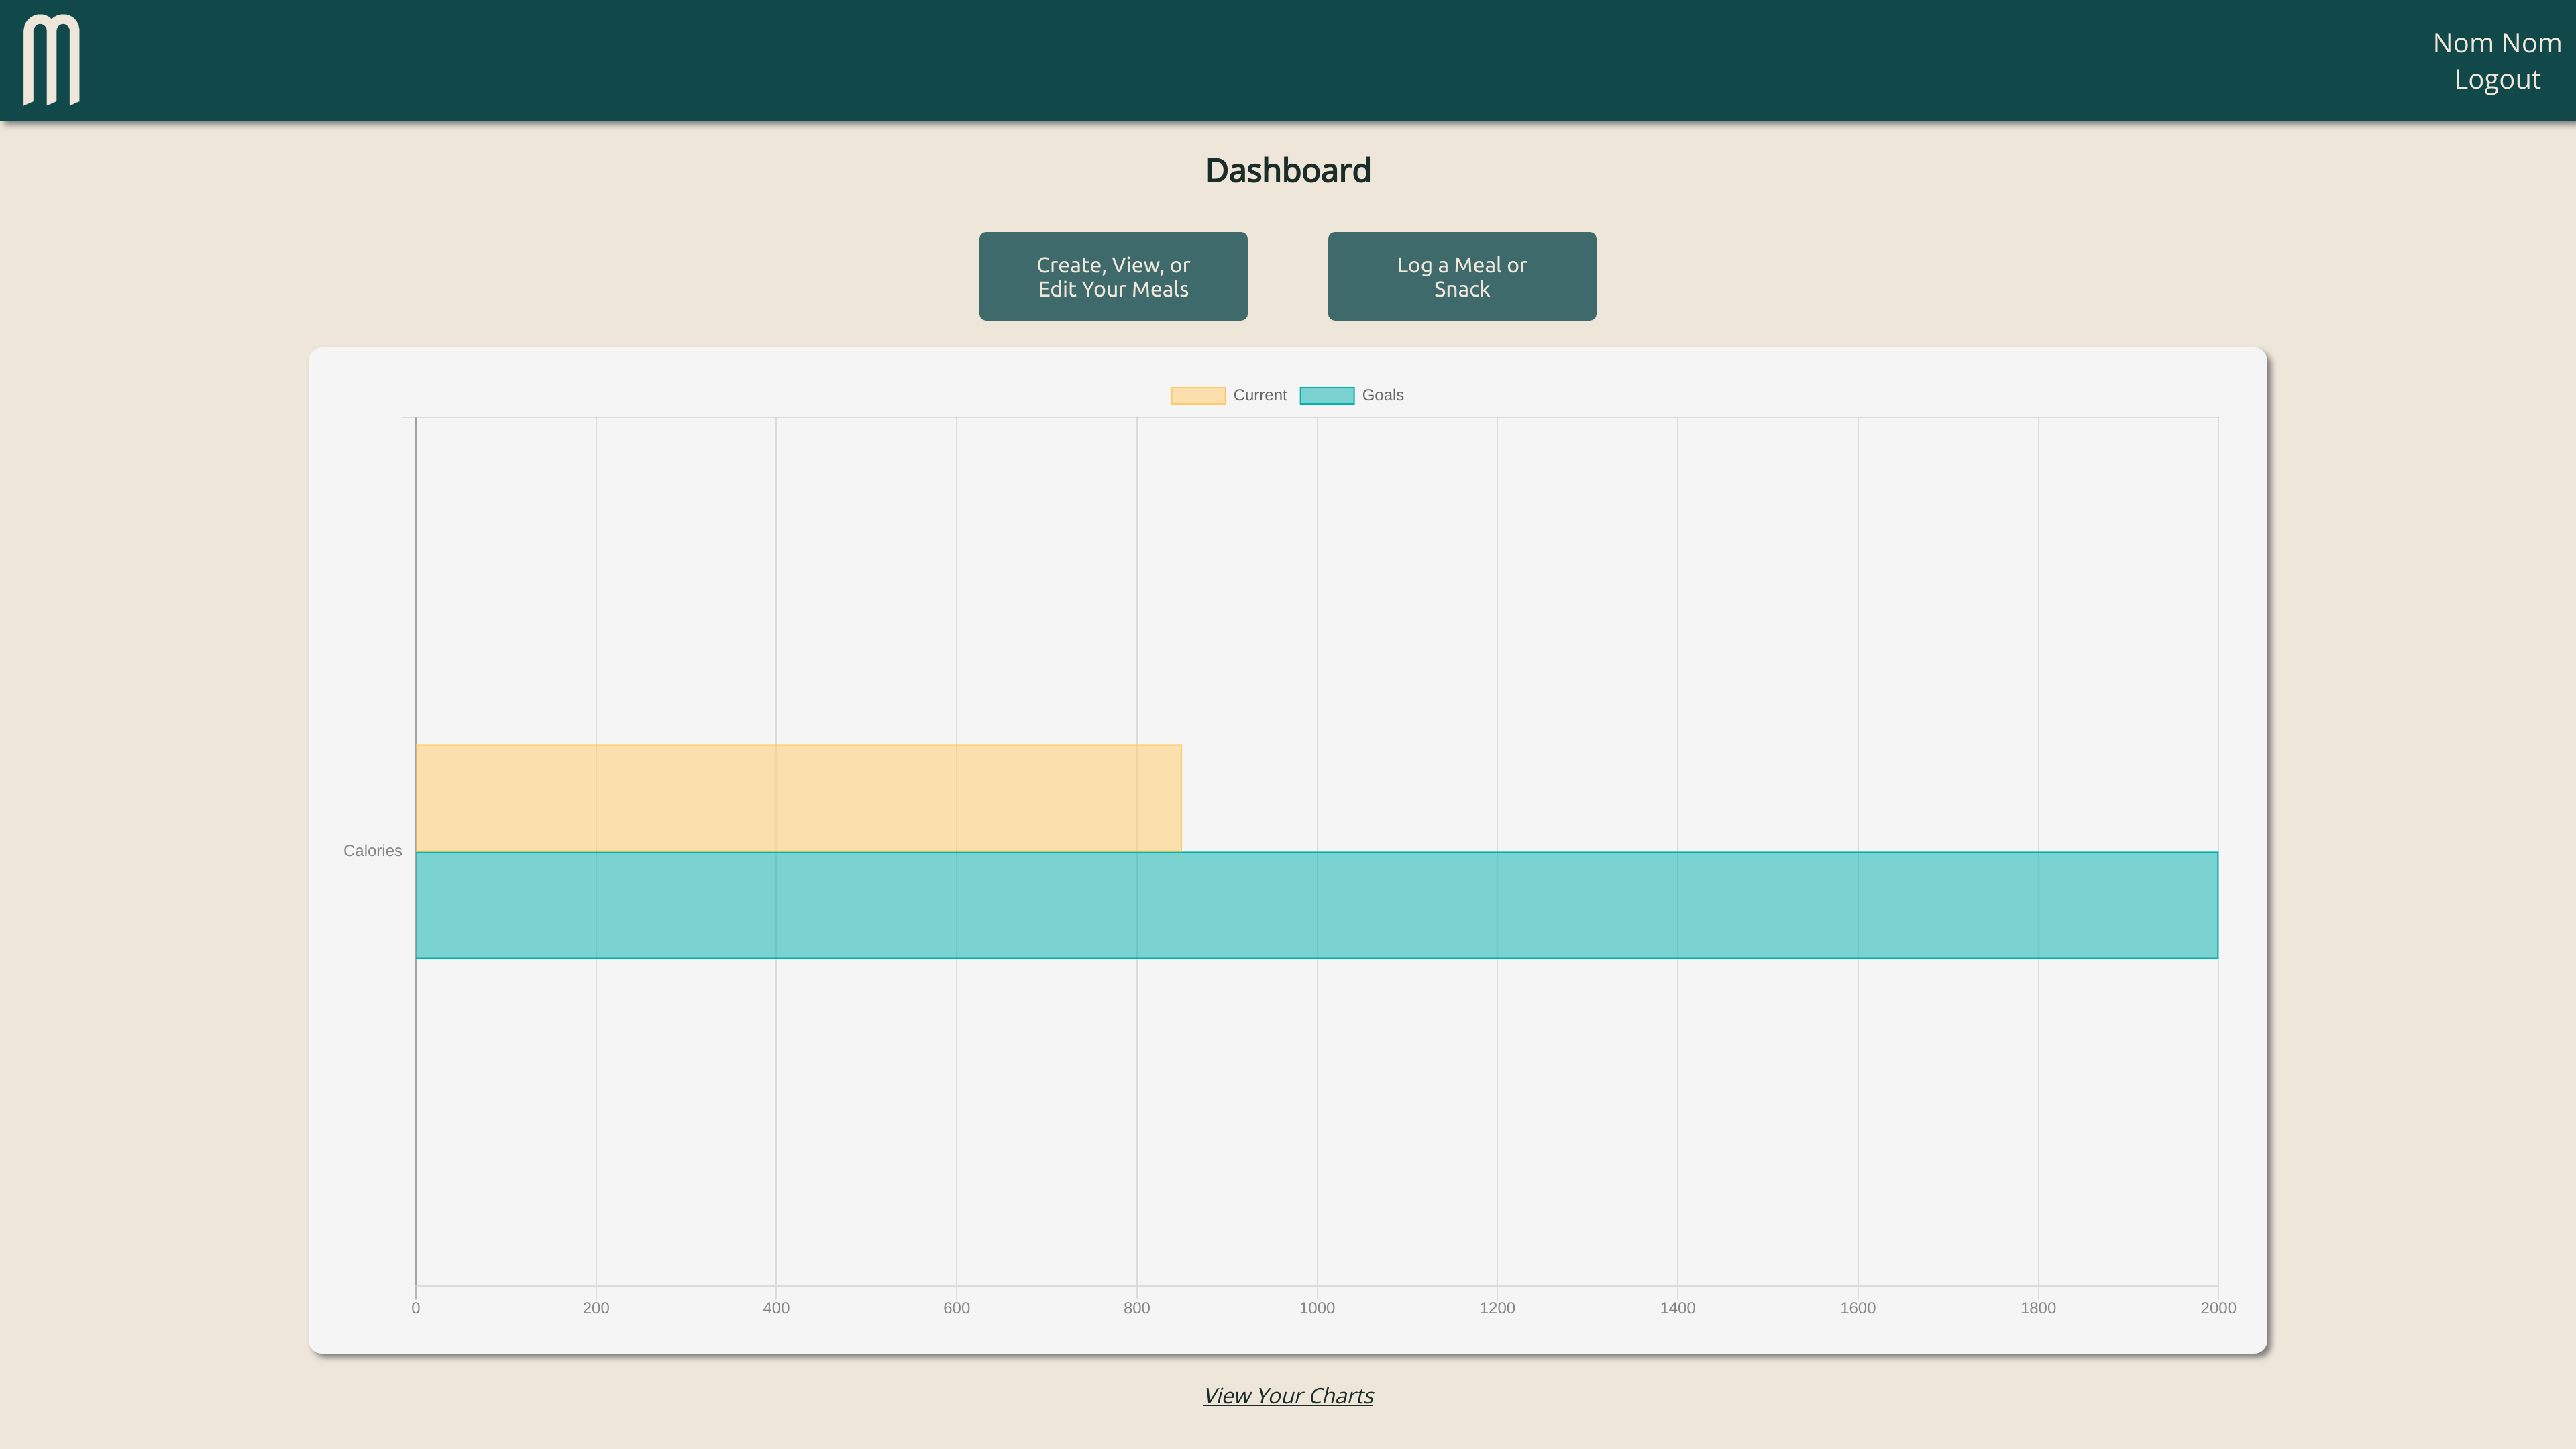 Nom Nom
Logout
Dashboard
Create, View, or
Edit Your Meals
Log a Meal or
Snack
Current
Goals
Calories
0 200 400 600 800 1000 1200 1400 1600 1800 2000
View Your Charts